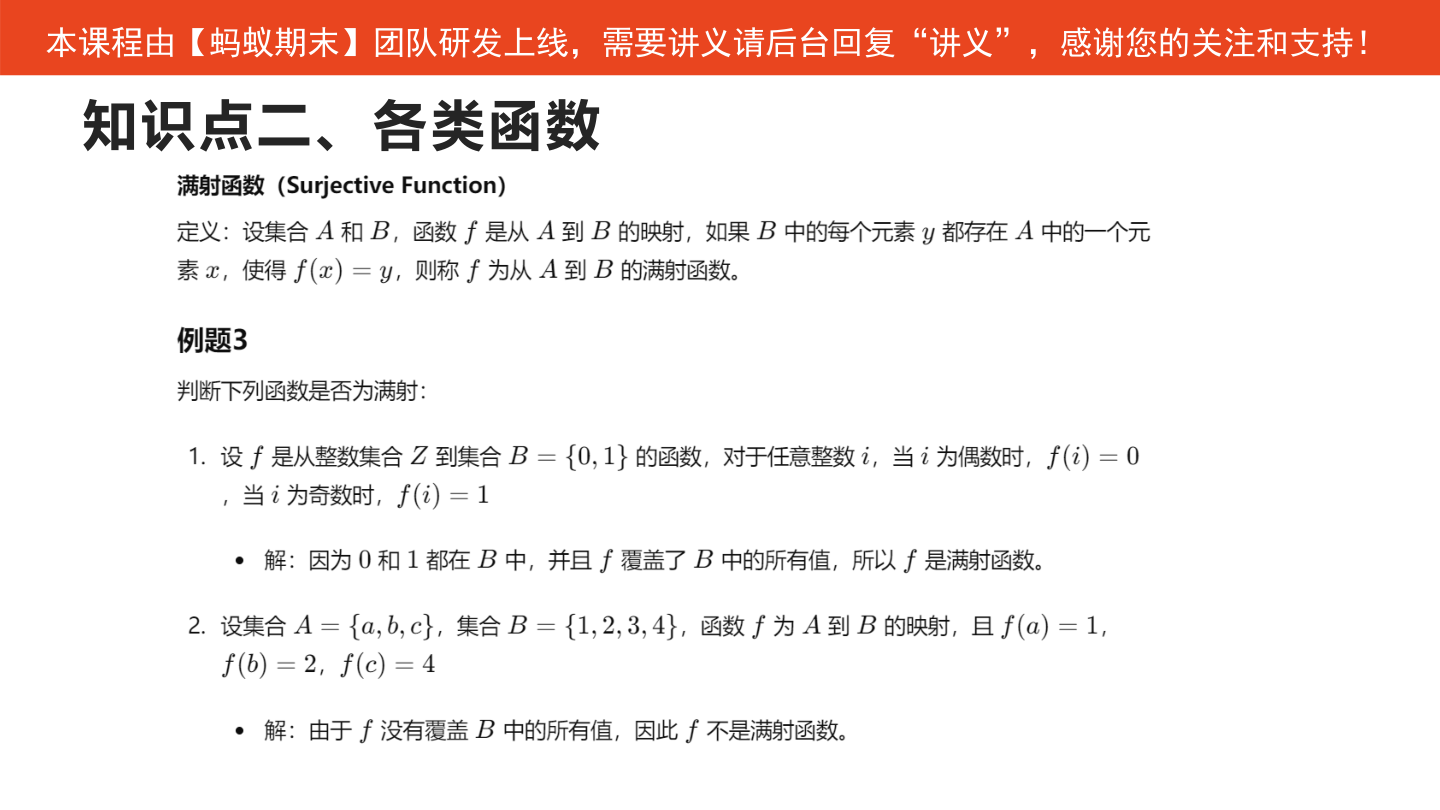 本课程由【蚂蚁期末】团队研发上线，需要讲义请后台回复“讲义”，感谢您的关注和支持！
知识点二、各类函数
满射函数（Surjective Function）
定义：设集合 A 和 B，函数 f 是从 A 到 B 的映射，如果 B 中的每个元素 y 都存在 A 中的一个元
素 x，使得 f(x) = y，则称 f 为从 A 到 B 的满射函数。
例题3
判断下列函数是否为满射：
1. 设 f 是从整数集合 Z 到集合 B = {0, 1} 的函数，对于任意整数 i，当 i 为偶数时，f(i) = 0
，当 i 为奇数时，f(i) = 1
• 解：因为 0 和 1 都在 B 中，并且 f 覆盖了 B 中的所有值，所以 f 是满射函数。
2. 设集合 A = {a, b, c}，集合 B = {1, 2, 3, 4}，函数 f 为 A 到 B 的映射，且 f(a) = 1，
f(b) = 2，f(c) = 4
• 解：由于 f 没有覆盖 B 中的所有值，因此 f 不是满射函数。